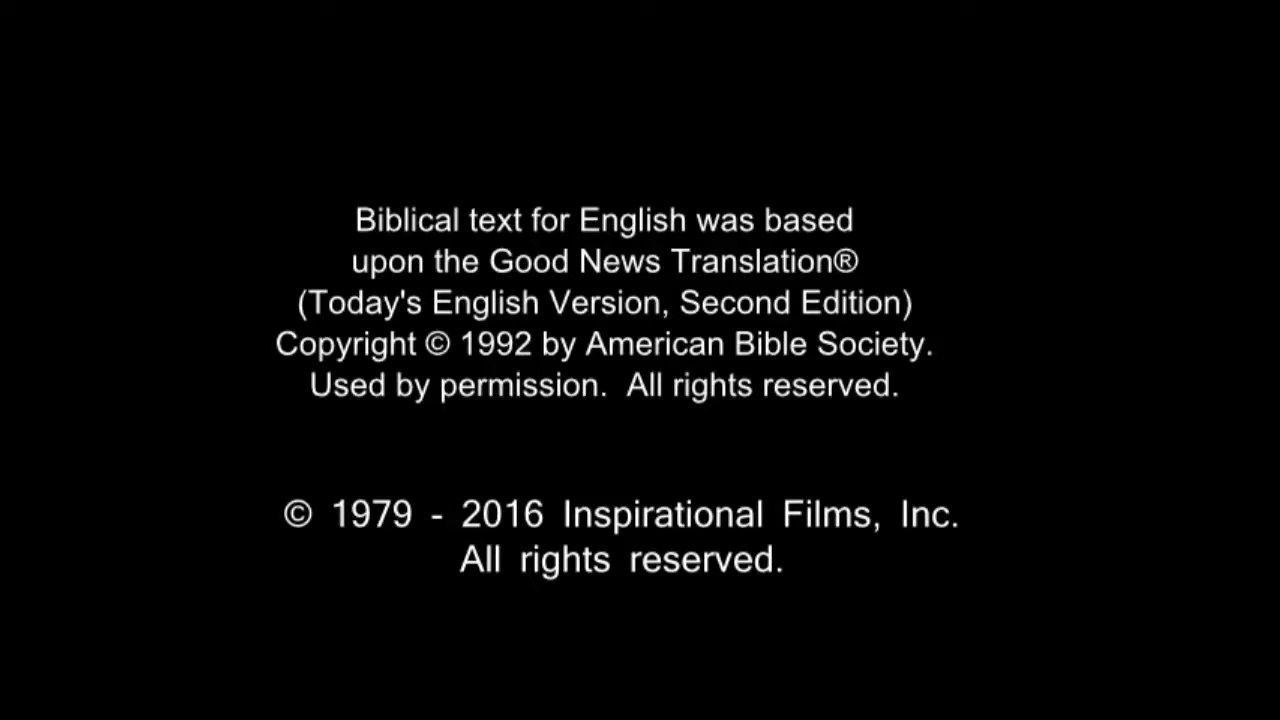 Biblical text for English was based
upon the Good News Translation®
(Today's English Version, Second Edition)
Copyright © 1992 by American Bible Society.
Used by permission.  All rights reserved.
© 1979 - 2016 Inspirational Films, Inc.
All rights reserved.